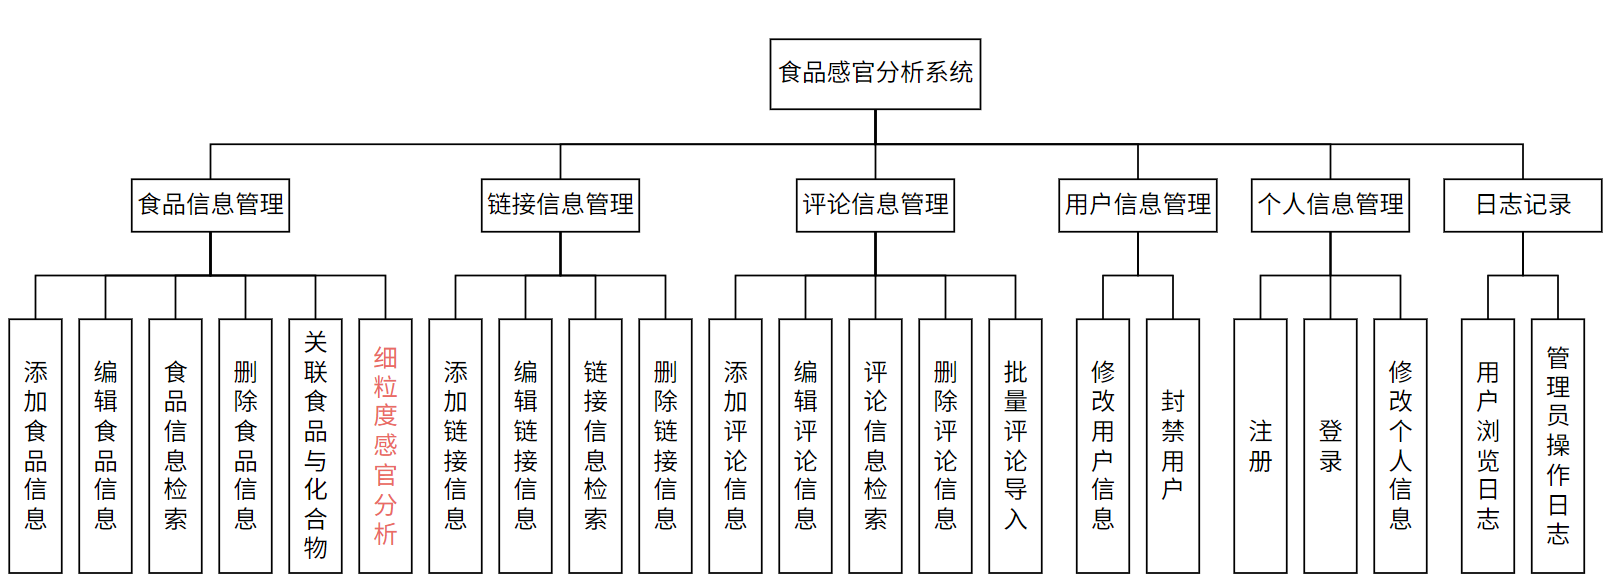 食品感官分析系统
食品信息管理
链接信息管理
评论信息管理
用户信息管理
个人信息管理
日志记录
添加食品信息
编辑食品信息
食品信息检索
删除食品信息
关联食品与化合物
细粒度感官分析
添加链接信息
编辑链接信息
链接信息检索
删除链接信息
添加评论信息
编辑评论信息
评论信息检索
删除评论信息
批量评论导入
修改用户信息
封禁用户
注册
登录
修改个人信息
用户浏览日志
管理员操作日志